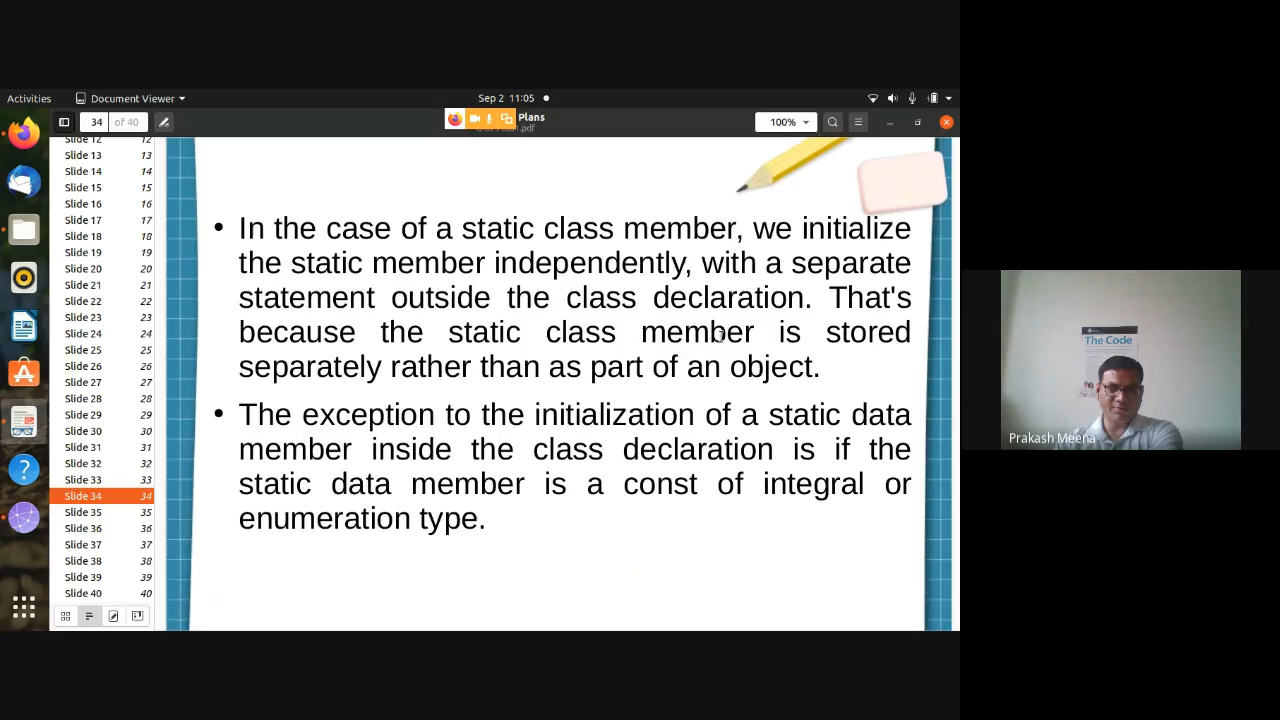 Activities
Document Viewer
Sep 2 11:05
34
of 40
Plans
.pdf
100%
Slide 12 12
Slide 13 13
Slide 14 14
Slide 15 15
Slide 16 16
Slide 17 17
Slide 18 18
Slide 19 19
Slide 20 20
Slide 21 21
Slide 22 22
Slide 23 23
Slide 24 24
Slide 25 25
Slide 26 26
Slide 27 27
Slide 28 28
Slide 29 29
Slide 30 30
Slide 31 31
Slide 32 32
Slide 33 33
Slide 34 34
Slide 35 35
Slide 36 36
Slide 37 37
Slide 38 38
Slide 39 39
Slide 40 40
• In the case of a static class member, we initialize
the static member independently, with a separate
statement outside the class declaration. That's
because the static class member is stored
separately rather than as part of an object.
• The exception to the initialization of a static data
member inside the class declaration is if the
static data member is a const of integral or
enumeration type.
The Code
Prakash Meena